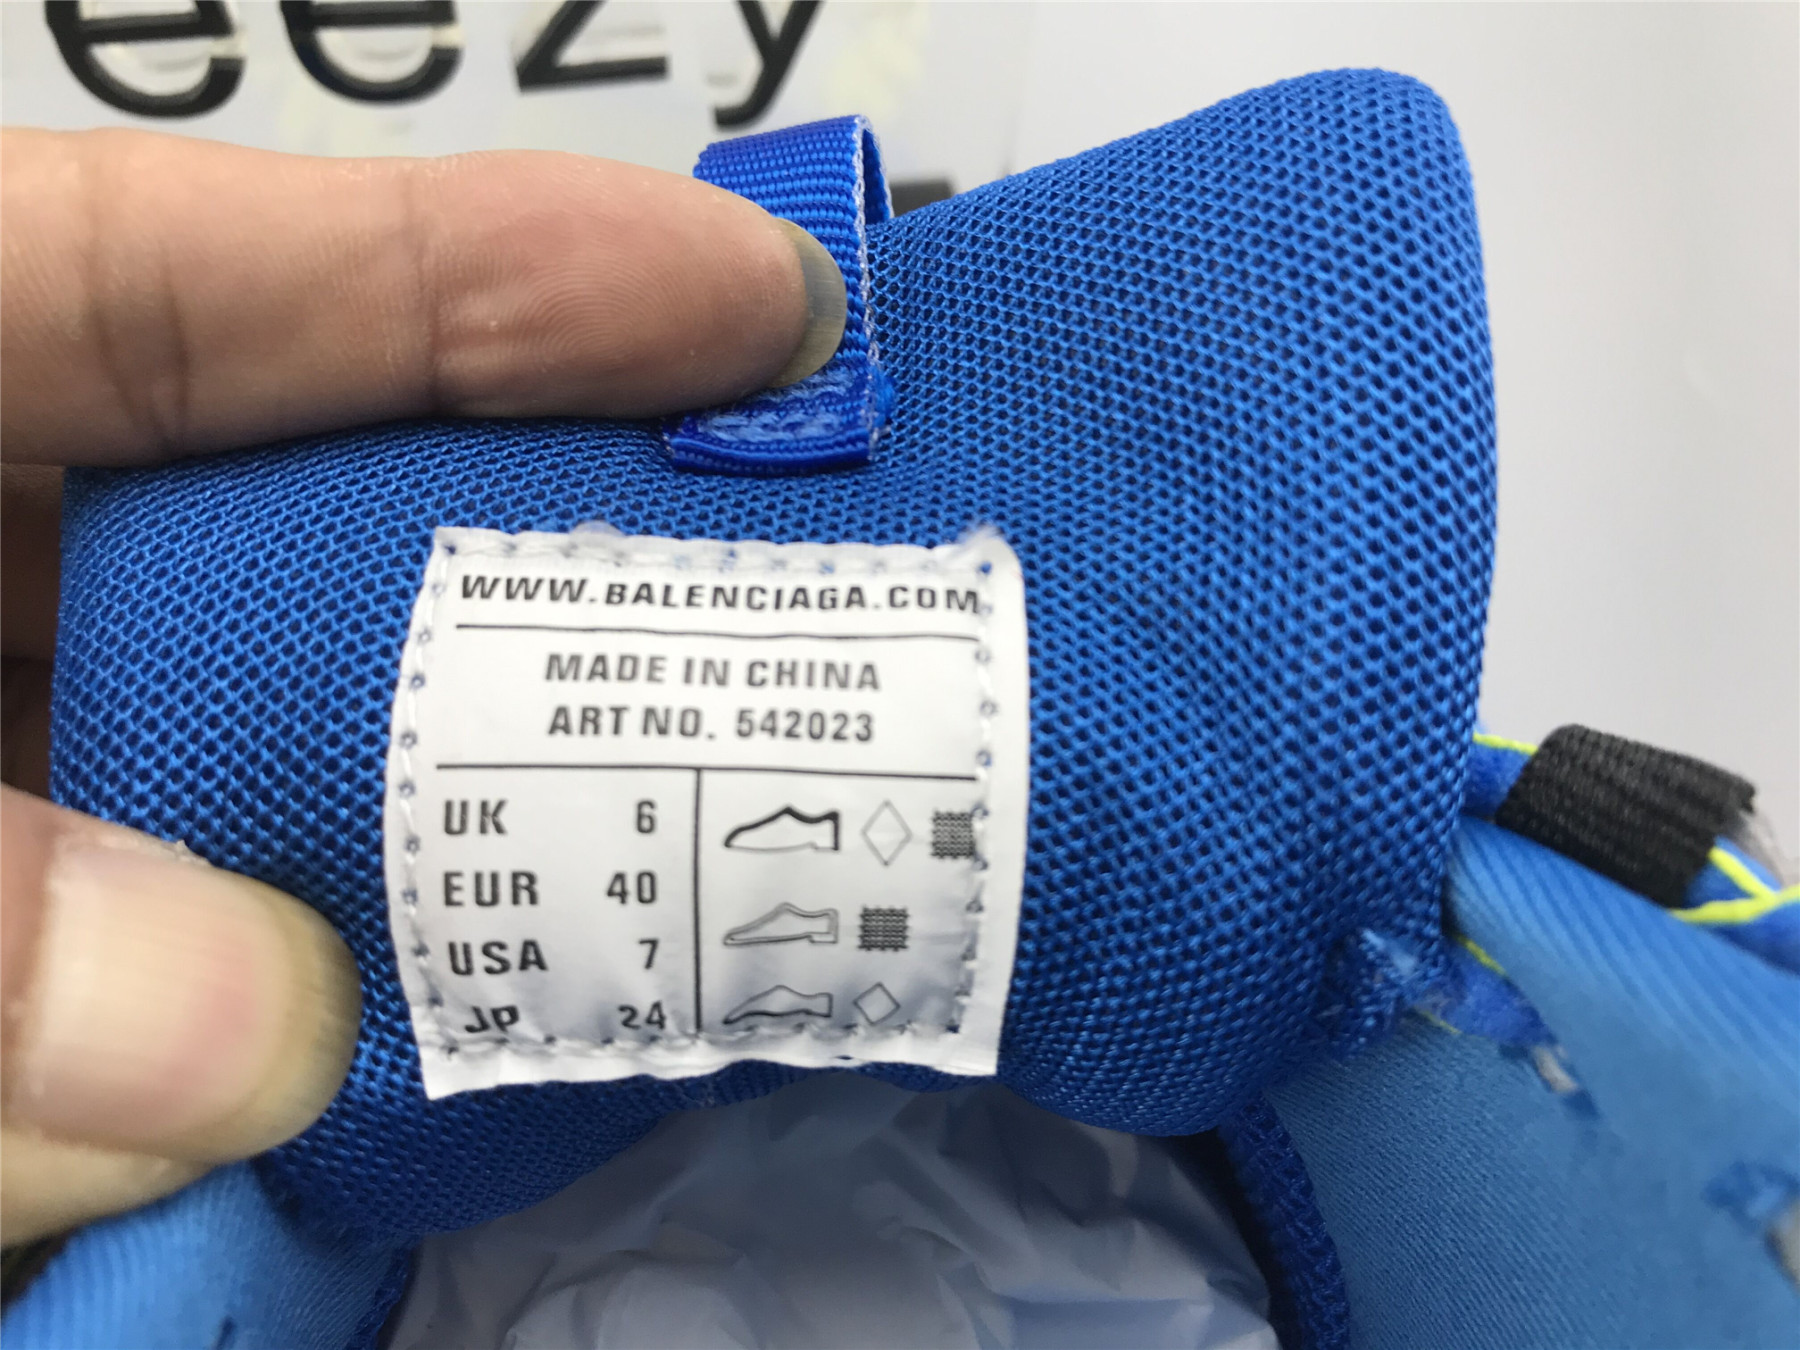 eezy
WWW.BALENCIAGA.COM
MADE IN CHINA
ART NO. 542023
UK 6
EUR 40
USA 7
JP 24